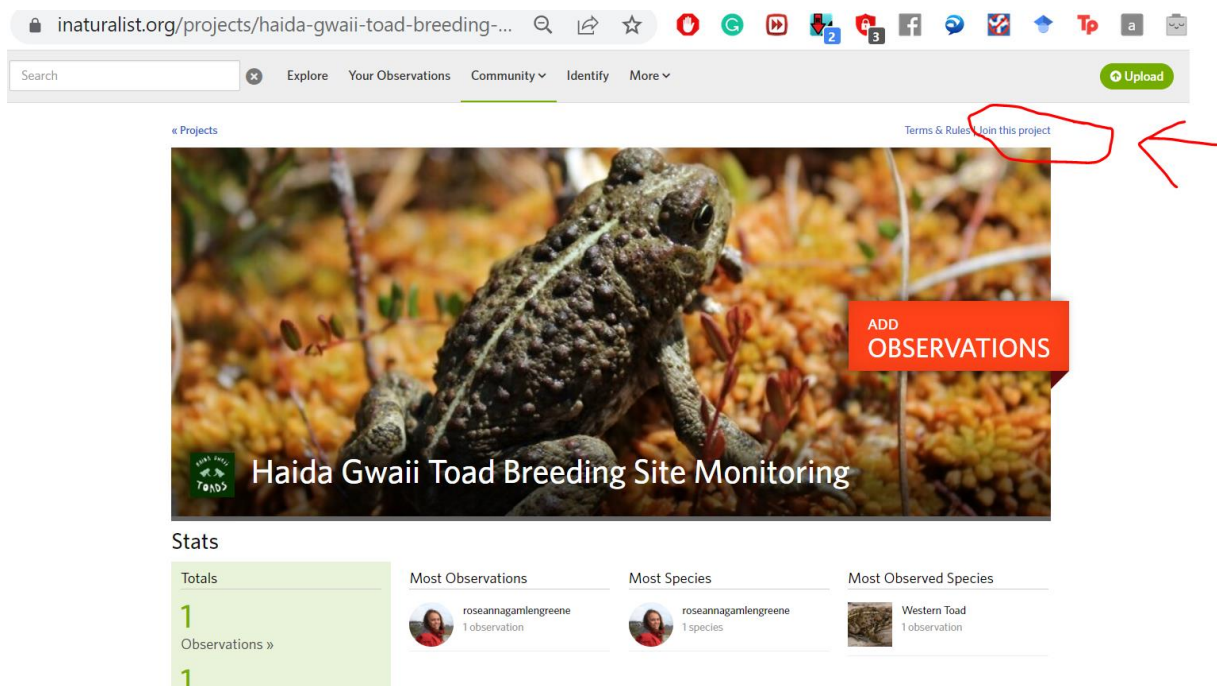 inaturalist.org/projects/haida-gwaii-toad-breeding-...
2
3
Tp
a
Search
Explore Your Observations Community Identify More
Upload
« Projects
Terms & Rules | Join this project
ADD
OBSERVATIONS
HAIDA GWAII
TOADS
Haida Gwaii Toad Breeding Site Monitoring
Stats
Totals
1
Observations »
1
Most Observations
roseannagamlengreene
1 observation
Most Species
roseannagamlengreene
1 species
Most Observed Species
Western Toad
1 observation